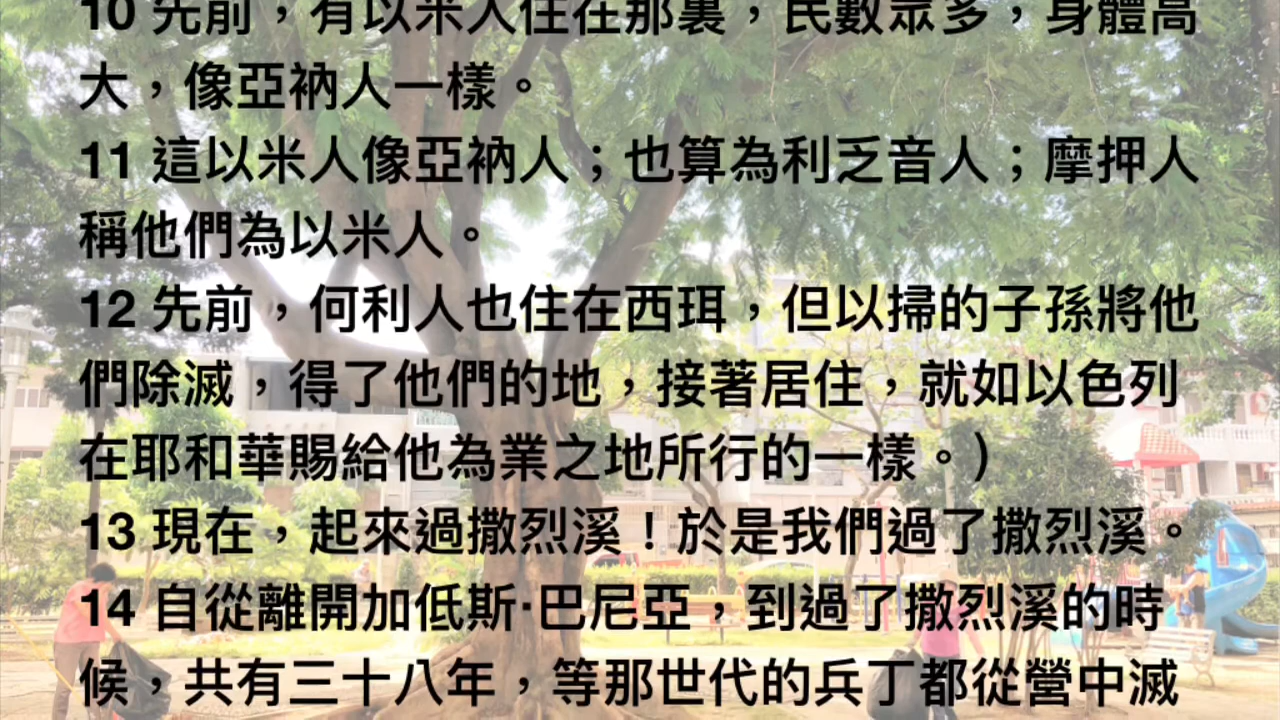 10 先前，有以米人住在那裏，民數眾多，身體高
大，像亞衲人一樣。
11 這以米人像亞衲人；也算為利乏音人；摩押人
稱他們為以米人。
12 先前，何利人也住在西珥，但以掃的子孫將他
們除滅，得了他們的地，接著居住，就如以色列
在耶和華賜給他為業之地所行的一樣。）
13 現在，起來過撒烈溪！於是我們過了撒烈溪。
14 自從離開加低斯·巴尼亞，到過了撒烈溪的時
候，共有三十八年，等那世代的兵丁都從營中滅